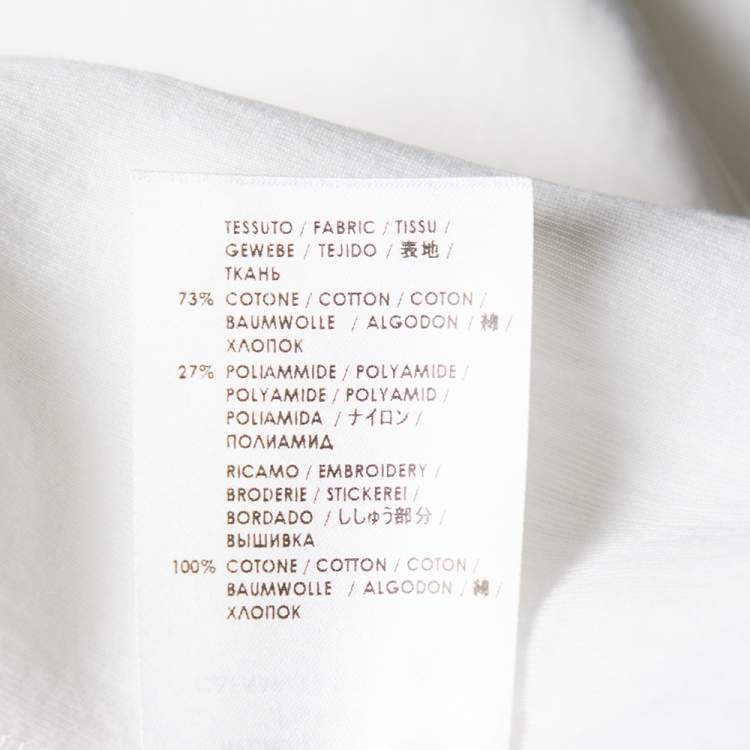 TESSUTO / FABRIC / TISSU /
GEWEBE / TEJIDO / 表地 /
ТКАНЬ
73% COTONE / COTTON / COTON /
BAUMWOLLE / ALGODON / 綿 /
ХЛОПОК
27% POLIAMMIDE / POLYAMIDE /
POLYAMIDE / POLYAMID /
POLIAMIDA / ナイロン /
ПОЛИАМИД
RICAMO / EMBROIDERY /
BRODERIE / STICKEREI /
BORDADO / ししゅう部分 /
ВЫШИВКА
100% COTONE / COTTON / COTON /
BAUMWOLLE / ALGODON / 綿 /
ХЛОПОК